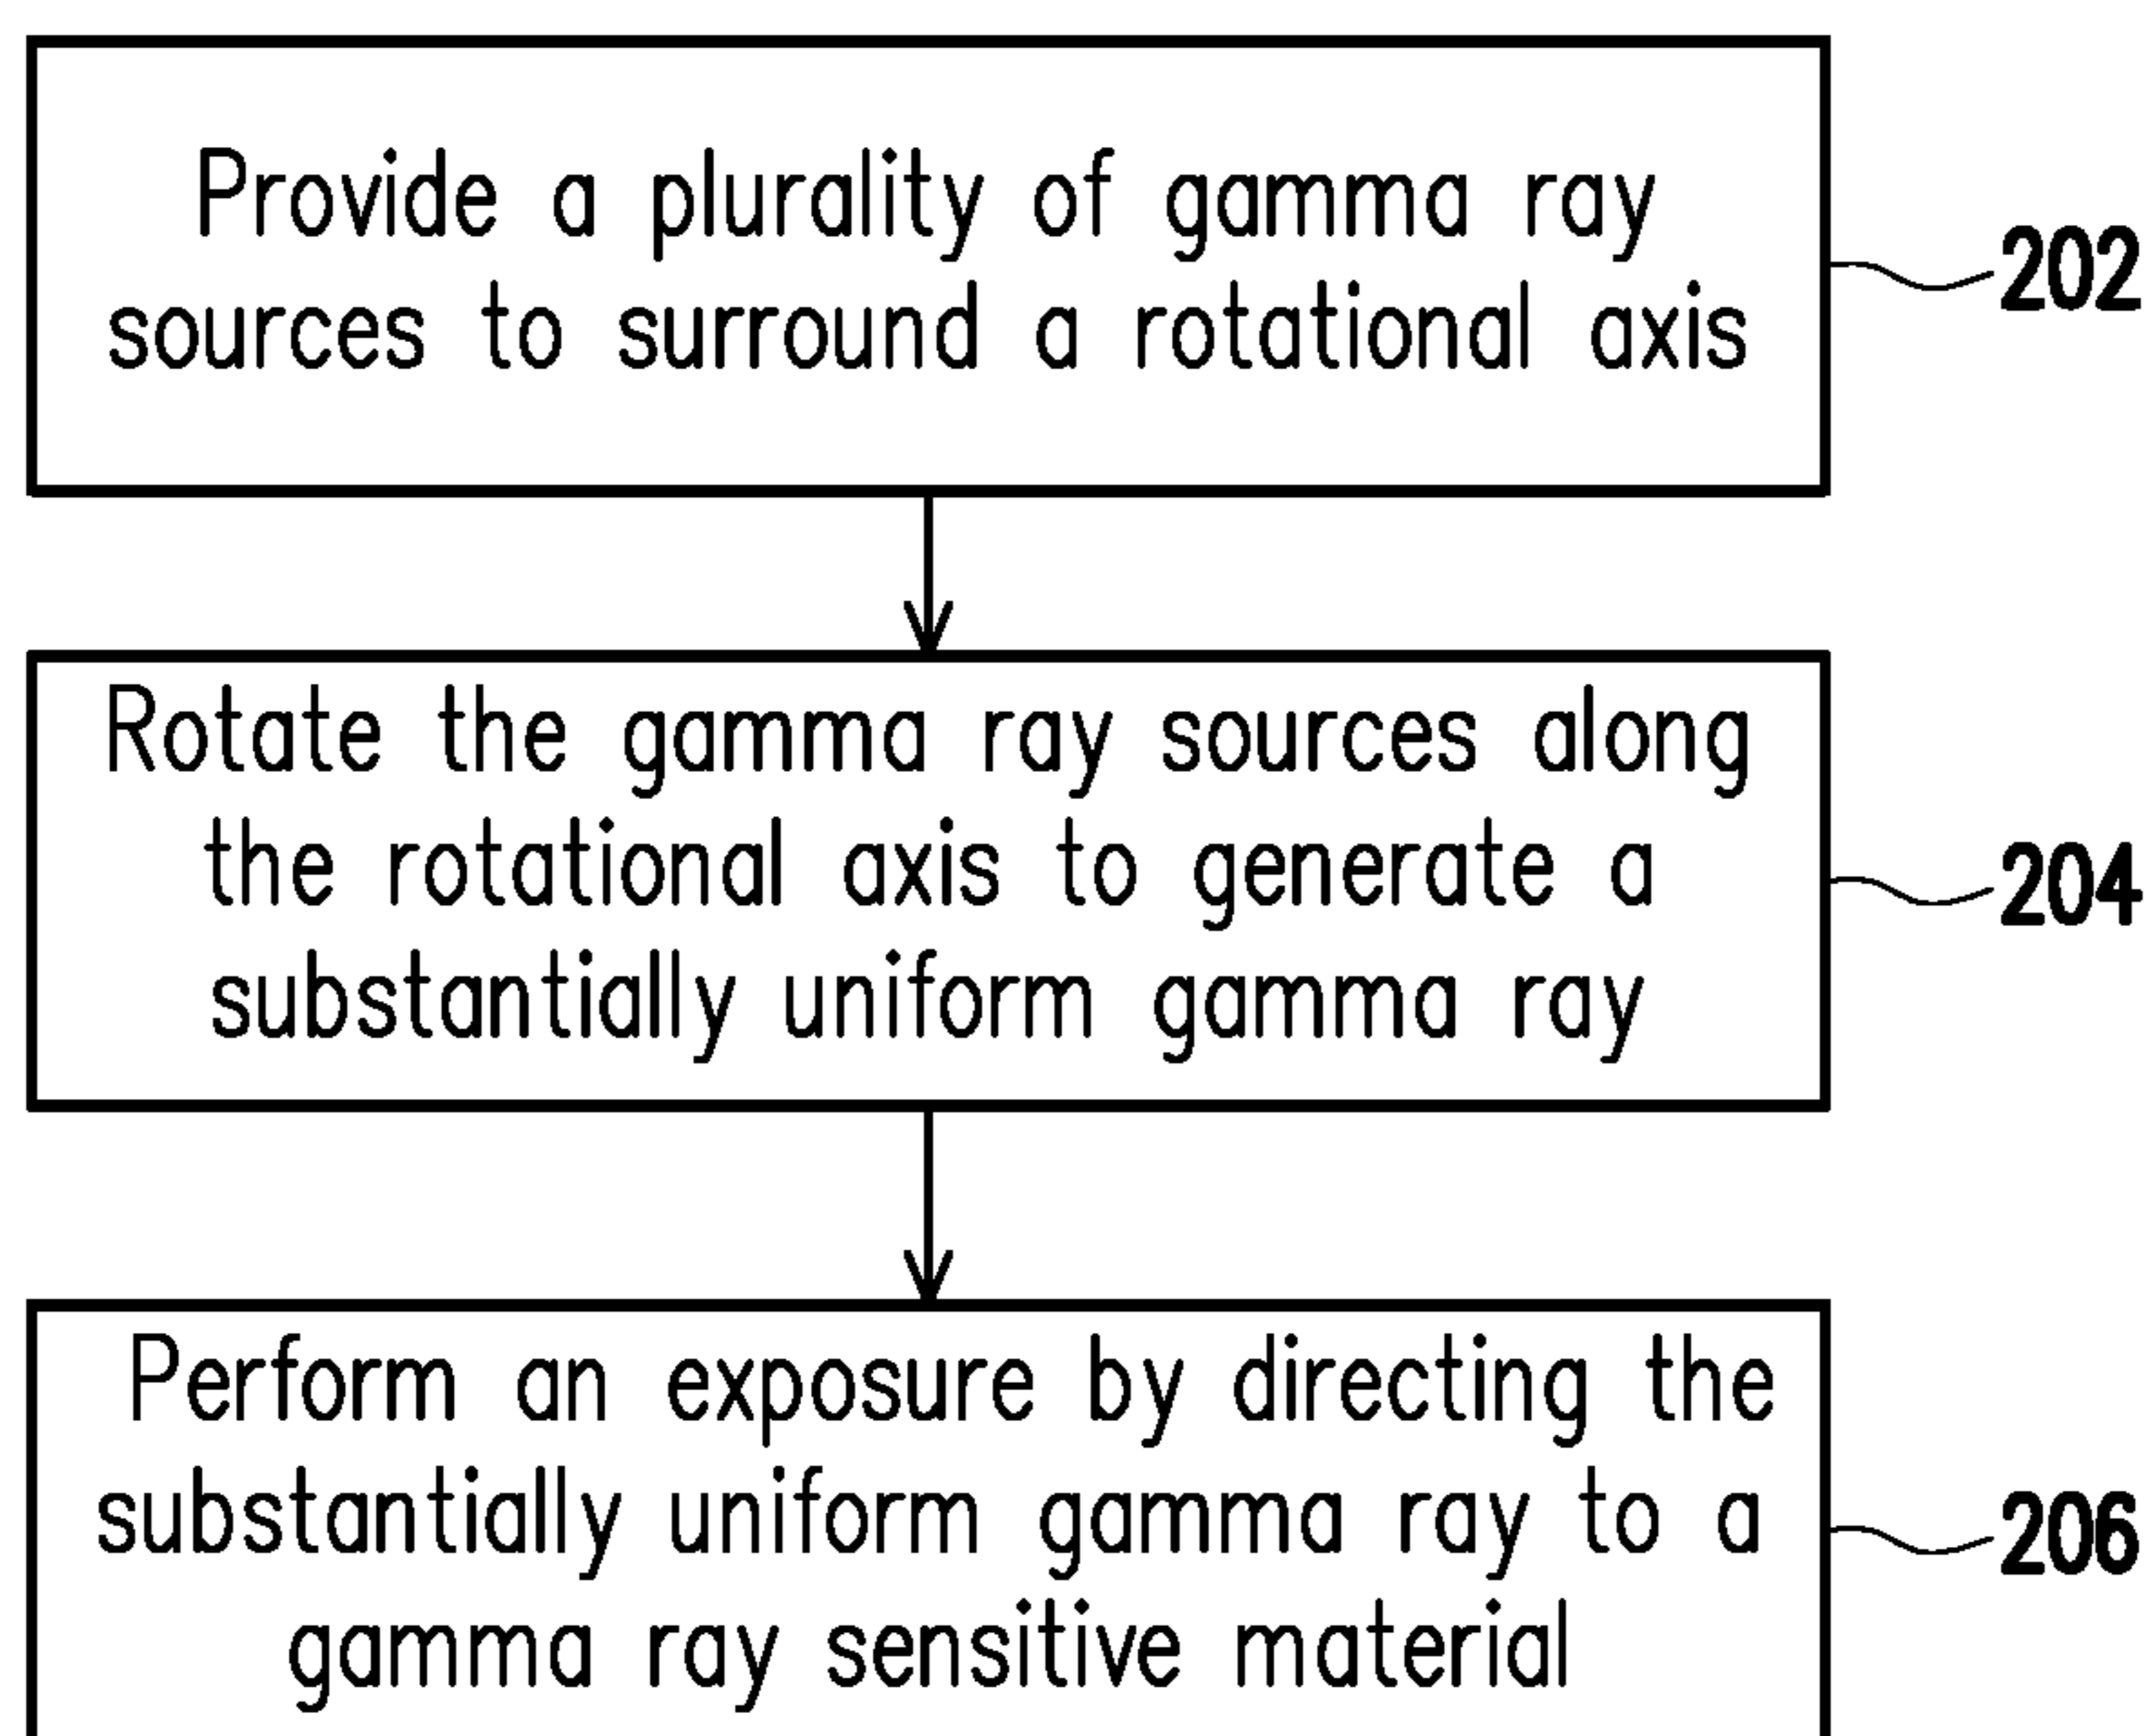 Provide a plurality of gamma ray
sources to surround a rotational axis
202
Rotate the gamma ray sources along
the rotational axis to generate a
substantially uniform gamma ray
204
Perform an exposure by directing the
substantially uniform gamma ray to a
gamma ray sensitive material
206